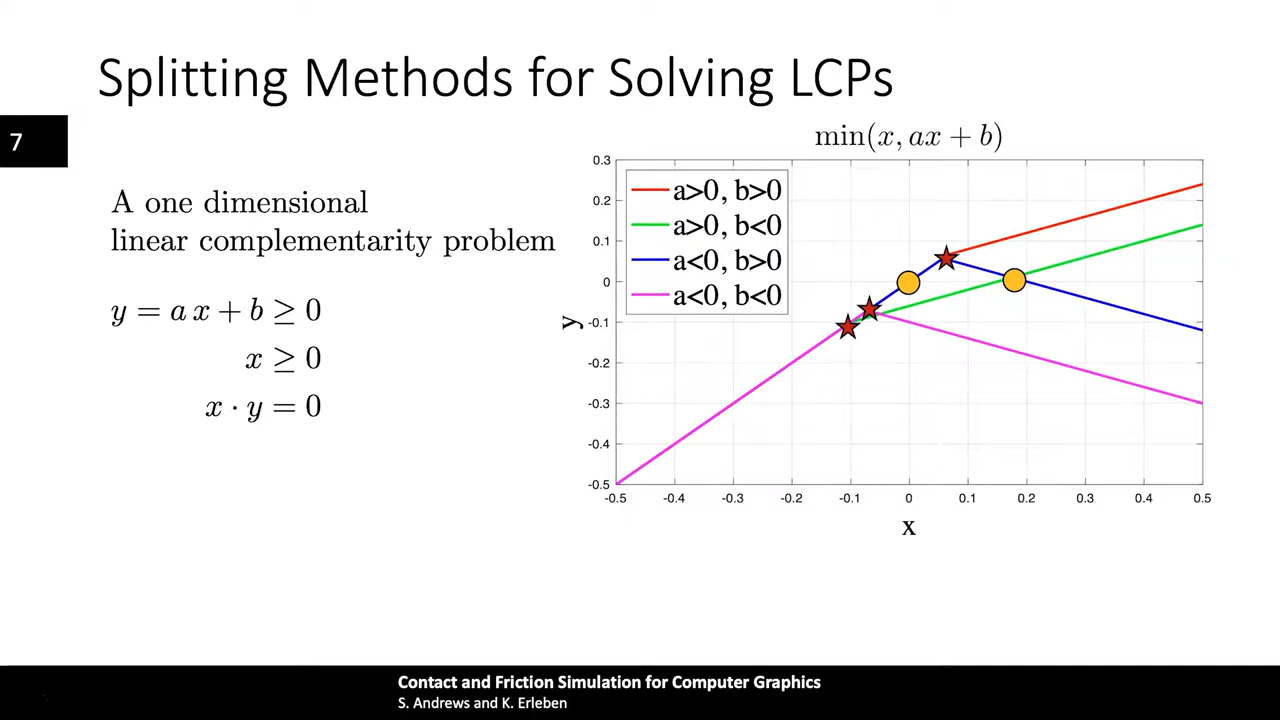 Splitting Methods for Solving LCPs
7
A one dimensional
linear complementarity problem
y = a x + b ≥ 0
x ≥ 0
x · y = 0
min(x, ax + b)
a>0, b>0
a>0, b<0
a<0, b>0
a<0, b<0
0.3
0.2
0.1
0
-0.1
-0.2
-0.3
-0.4
-0.5
y
-0.5 -0.4 -0.3 -0.2 -0.1 0 0.1 0.2 0.3 0.4 0.5
x
Contact and Friction Simulation for Computer Graphics
S. Andrews and K. Erleben